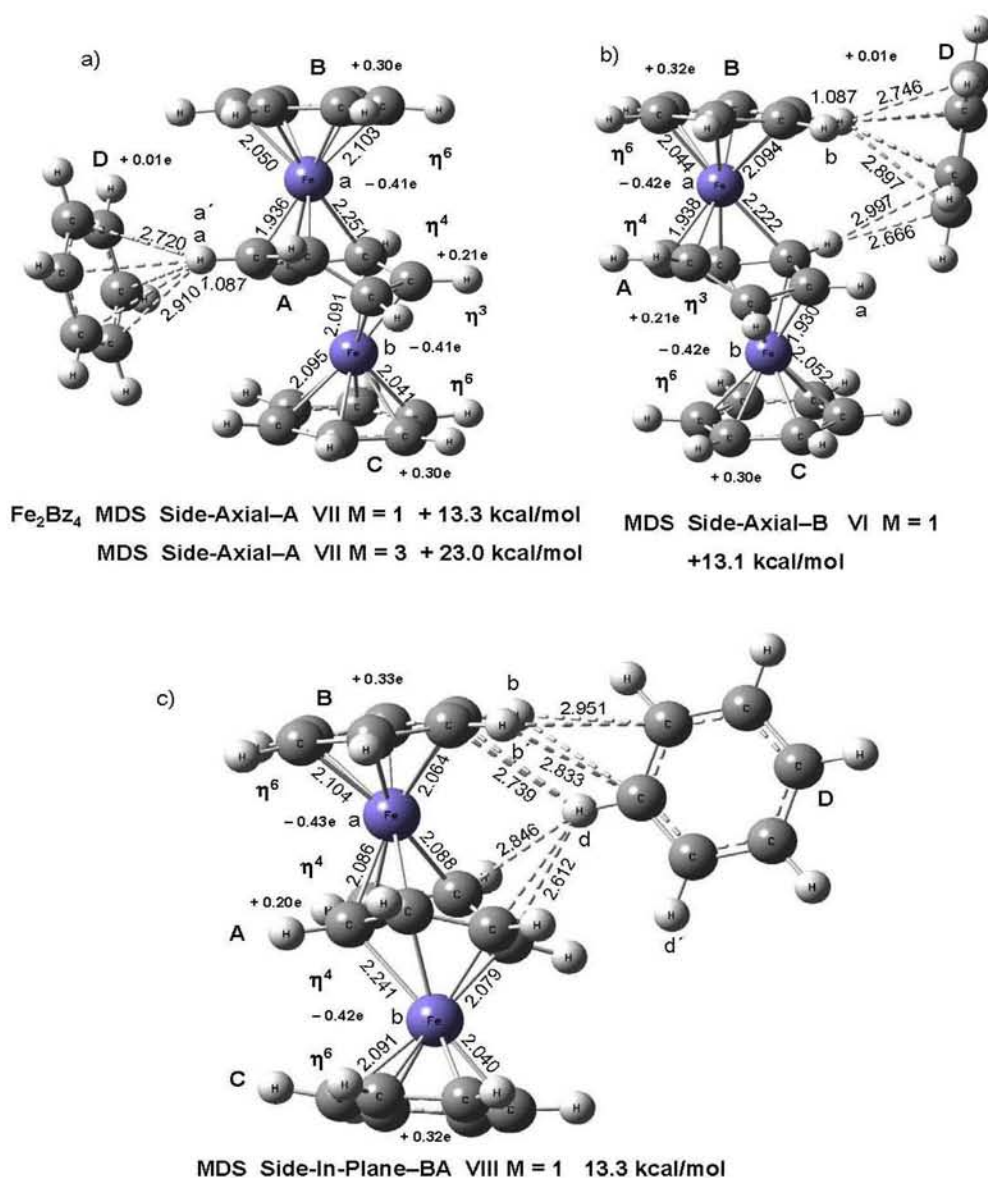 a)
B
+ 0.30e
2.050
2.103
η⁶
D
+ 0.01e
Fe
a
– 0.41e
a´
a
2.720
1.936
2.251
η⁴
+ 0.21e
1.087
2.910
A
2.091
η³
Fe
b
– 0.41e
2.095
2.041
η⁶
C
+ 0.30e
Fe₂Bz₄ MDS Side-Axial–A VII M = 1 + 13.3 kcal/mol
MDS Side-Axial–A VII M = 3 + 23.0 kcal/mol
b)
+ 0.32e
B
+ 0.01e
D
1.087
2.746
b
η⁶
2.044
2.094
2.897
– 0.42e
a
Fe
η⁴
1.938
2.222
2.997
2.666
A
η³
a
+ 0.21e
1.930
– 0.42e
b
Fe
2.052
η⁶
C
+ 0.30e
MDS Side-Axial–B VI M = 1
+13.1 kcal/mol
c)
+ 0.33e
B
b
b´
2.951
2.833
2.739
η⁶
2.104
2.064
D
– 0.43e
a
Fe
d
η⁴
2.086
2.088
2.846
2.612
+ 0.20e
A
d´
η⁴
2.241
2.079
– 0.42e
b
Fe
η⁶
2.091
2.040
C
+ 0.32e
MDS Side-In-Plane–BA VIII M = 1 13.3 kcal/mol